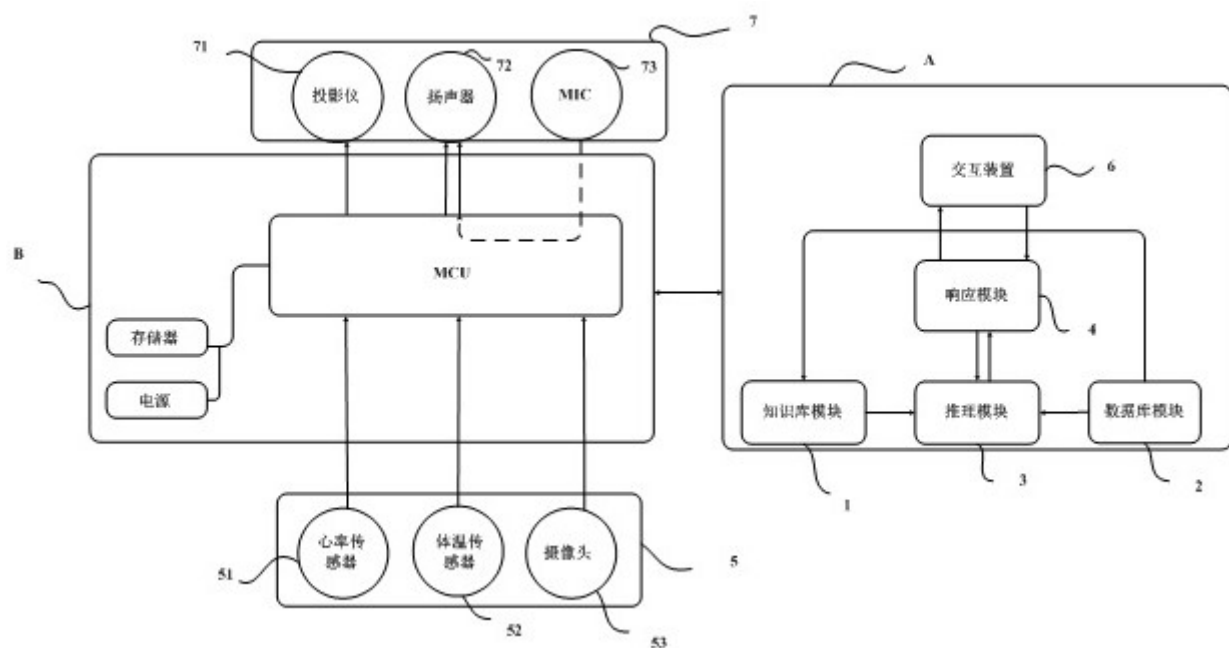 7
71
72
73
投影仪
扬声器
MIC
A
交互装置
6
B
MCU
响应模块
4
存储器
电源
知识库模块
推理模块
数据库模块
1
3
2
心率传
感器
体温传
感器
摄像头
51
5
52
53